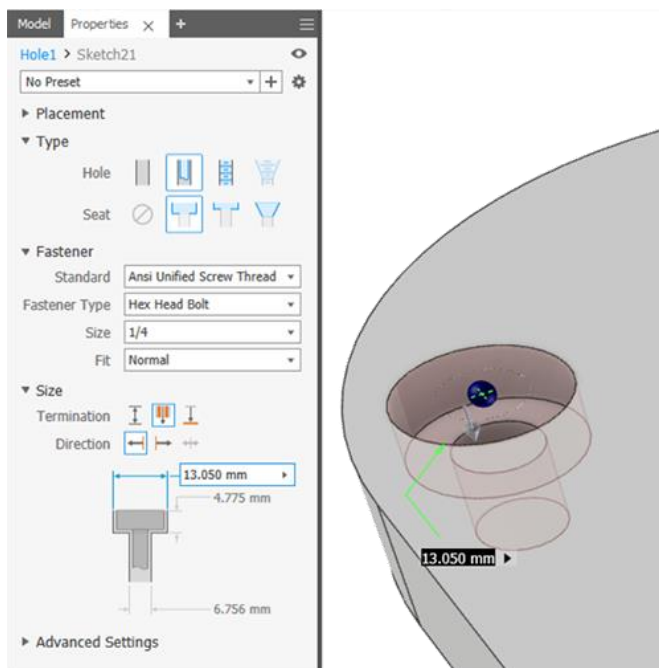 Model Properties × +
Hole1 > Sketch21
No Preset
Placement
Type
Hole
Seat
Fastener
Standard Ansi Unified Screw Thread
Fastener Type Hex Head Bolt
Size 1/4
Fit Normal
Size
Termination
Direction
13.050 mm
4.775 mm
6.756 mm
Advanced Settings
13.050 mm